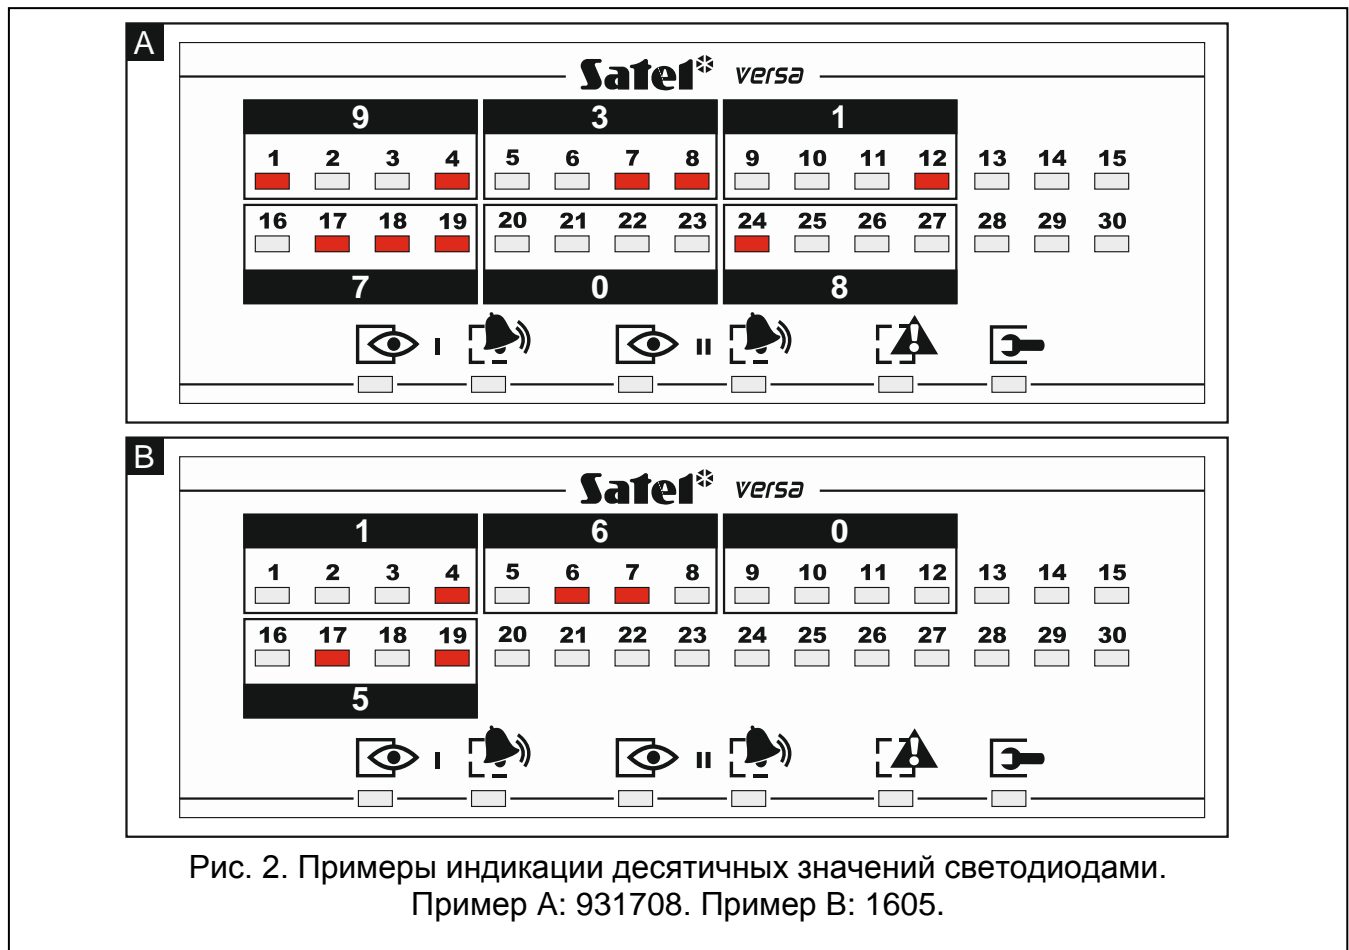 A
Satel versa
9 3 1
1 2 3 4 5 6 7 8 9 10 11 12 13 14 15
16 17 18 19 20 21 22 23 24 25 26 27 28 29 30
7 0 8
I II
B
Satel versa
1 6 0
1 2 3 4 5 6 7 8 9 10 11 12 13 14 15
16 17 18 19 20 21 22 23 24 25 26 27 28 29 30
5
I II
Рис. 2. Примеры индикации десятичных значений светодиодами.
Пример A: 931708. Пример B: 1605.